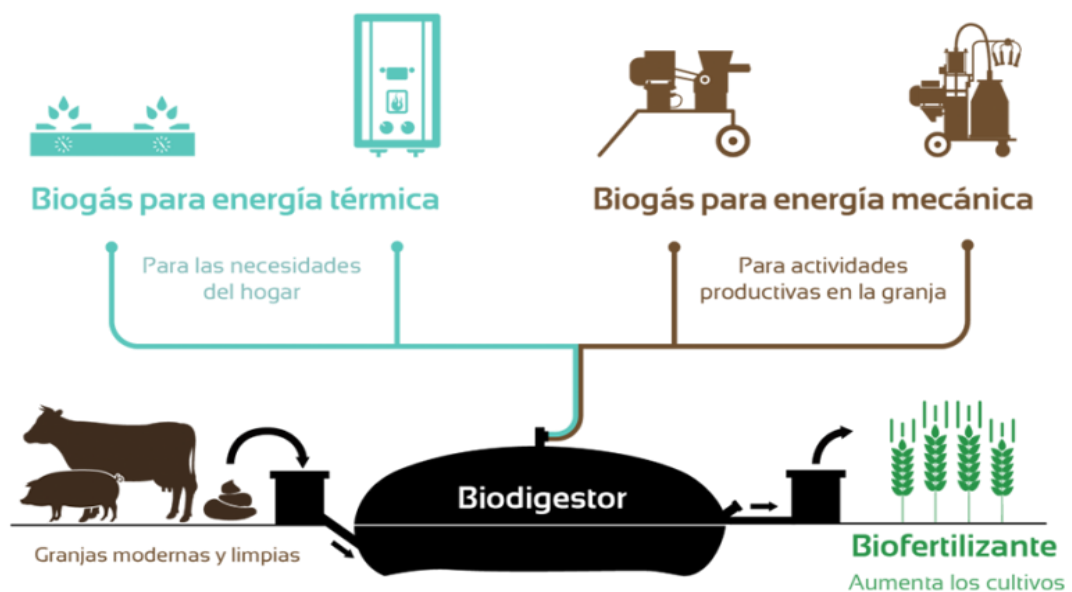 Biogás para energía térmica
Para las necesidades
del hogar
Biogás para energía mecánica
Para actividades
productivas en la granja
Biodigestor
Granjas modernas y limpias
Biofertilizante
Aumenta los cultivos